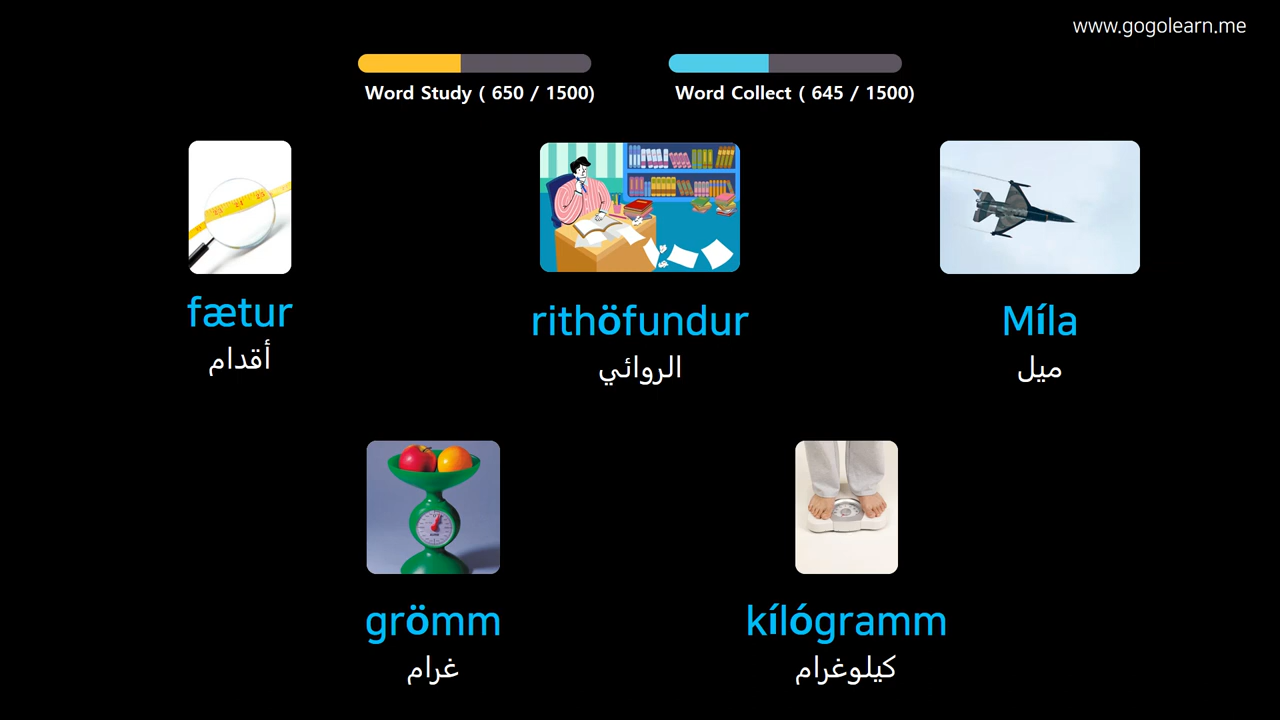 www.gogolearn.me
Word Study ( 650 / 1500)
Word Collect ( 645 / 1500)
fætur
أقدام
rithöfundur
الروائي
Míla
ميل
grömm
غرام
kílógramm
كيلوغرام